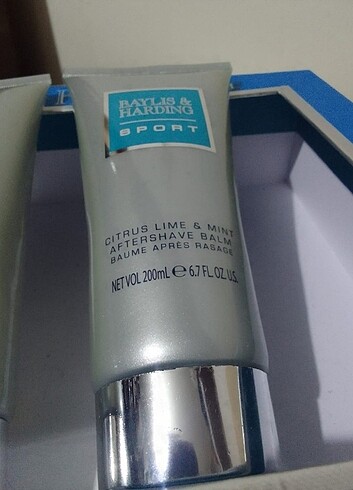 BAYLIS &
HARDING
SPORT
CITRUS LIME & MINT
AFTERSHAVE BALM
BAUME APRÈS RASAGE
NET VOL 200mL ℮ 6.7 FL. OZ. U.S.